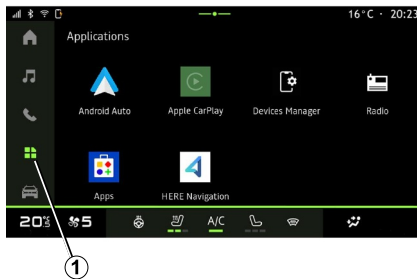 16°C · 20:23
Applications
Android Auto
Apple CarPlay
Devices Manager
Radio
Apps
HERE Navigation
20.5 5 A/C
1